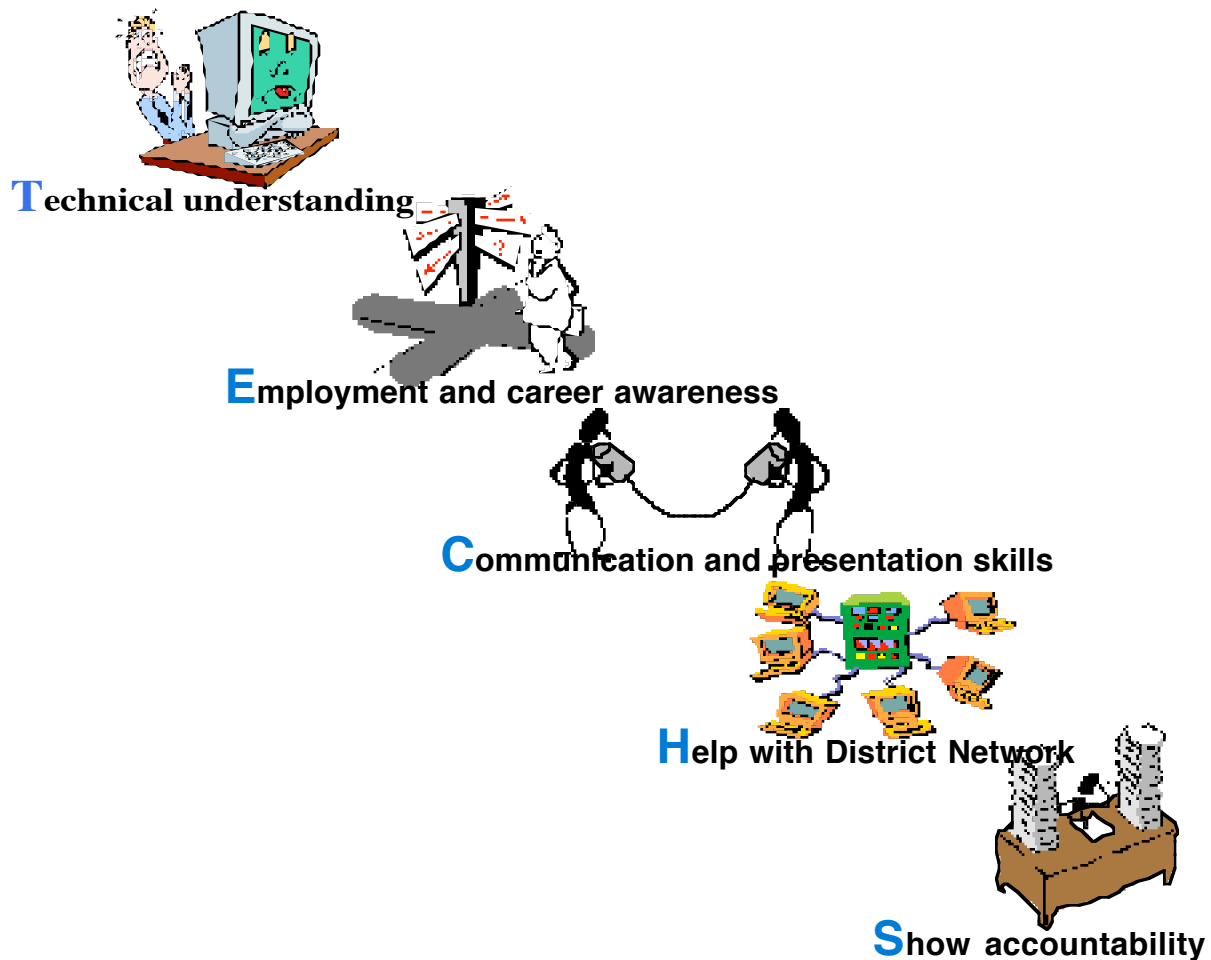 Technical understanding
Employment and career awareness
Communication and presentation skills
Help with District Network
Show accountability